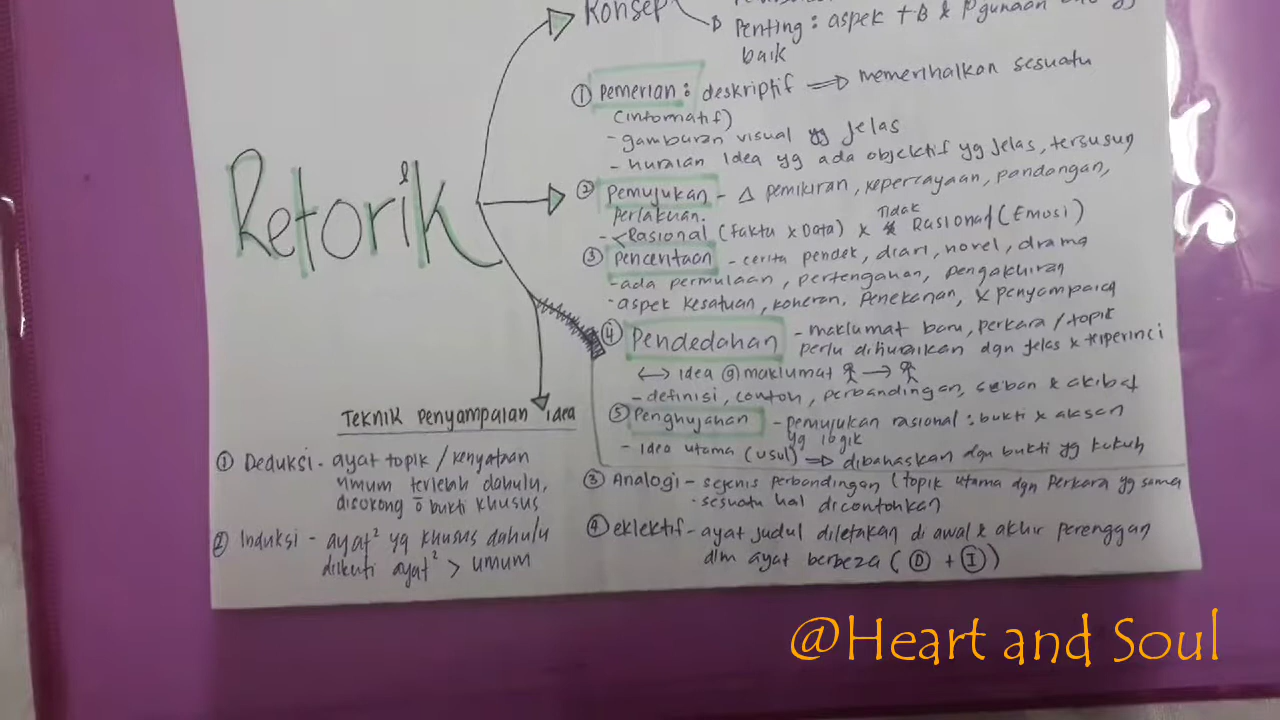 Konsep
Penting : aspek + B & Pgunaan
baik
Retorik
① Pemerian : deskriptif ⇒ memerihalkan sesuatu
(informatif)
- gambaran visual yg jelas
- huraian idea yg ada objektif yg jelas, tersusun
② Pemujukan - Δ pemikiran, kepercayaan, pandangan,
perlakuan.
- < Rasional (faktu x Data) x Tidak Rasional (Emosi)
③ Penceritaan - cerita pendek, diari, novel, drama
- ada permulaan, pertengahan, pengakhiran
- aspek kesatuan, koheran, penekanan, x penyampaian
④ Pendedahan - maklumat baru, perkara / topik
perlu dihuraikan dgn jelas x terperinci
↔ idea @ maklumat → 
- definisi, contoh, perbandingan, sebab & akibat
⑤ Penghujahan - pemujukan rasional : bukti x alasan
yg logik
- Idea utama (usul) ⇒ dibahaskan dgn bukti yg kukuh
Teknik Penyampaian idea
① Deduksi - ayat topik / kenyataan
umum terlebih dahulu,
disokong bukti khusus
② Induksi - ayat² yg khusus dahulu
diikuti ayat² > umum
③ Analogi - sejenis perbandingan (topik utama dgn Perkara yg sama
- sesuatu hal dicontohkan
④ eklektif - ayat judul diletakan di awal & akhir perenggan
dlm ayat berbeza (Ⓓ + Ⓘ)
@Heart and Soul